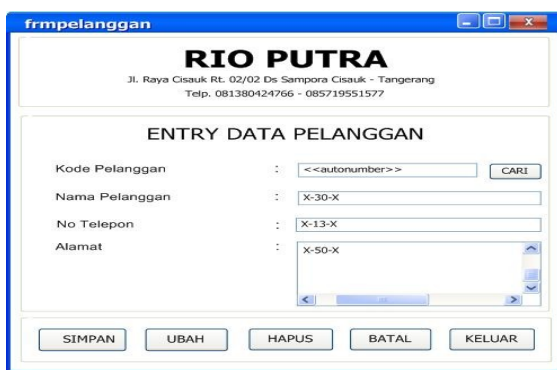 frmpelanggan
RIO PUTRA
Jl. Raya Cisauk Rt. 02/02 Ds Sampora Cisauk - Tangerang
Telp. 081380424766 - 085719551577
ENTRY DATA PELANGGAN
Kode Pelanggan : <<autonumber>> CARI
Nama Pelanggan : X-30-X
No Telepon : X-13-X
Alamat : X-50-X
SIMPAN UBAH HAPUS BATAL KELUAR